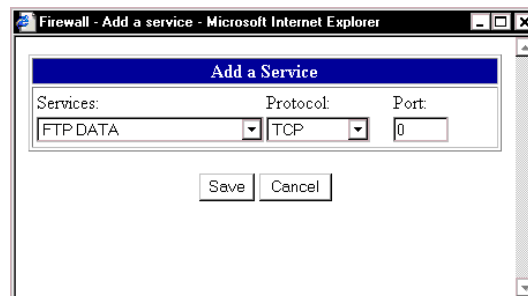 Firewall - Add a service - Microsoft Internet Explorer
Add a Service
Services: Protocol: Port:
FTP DATA TCP 0
Save Cancel